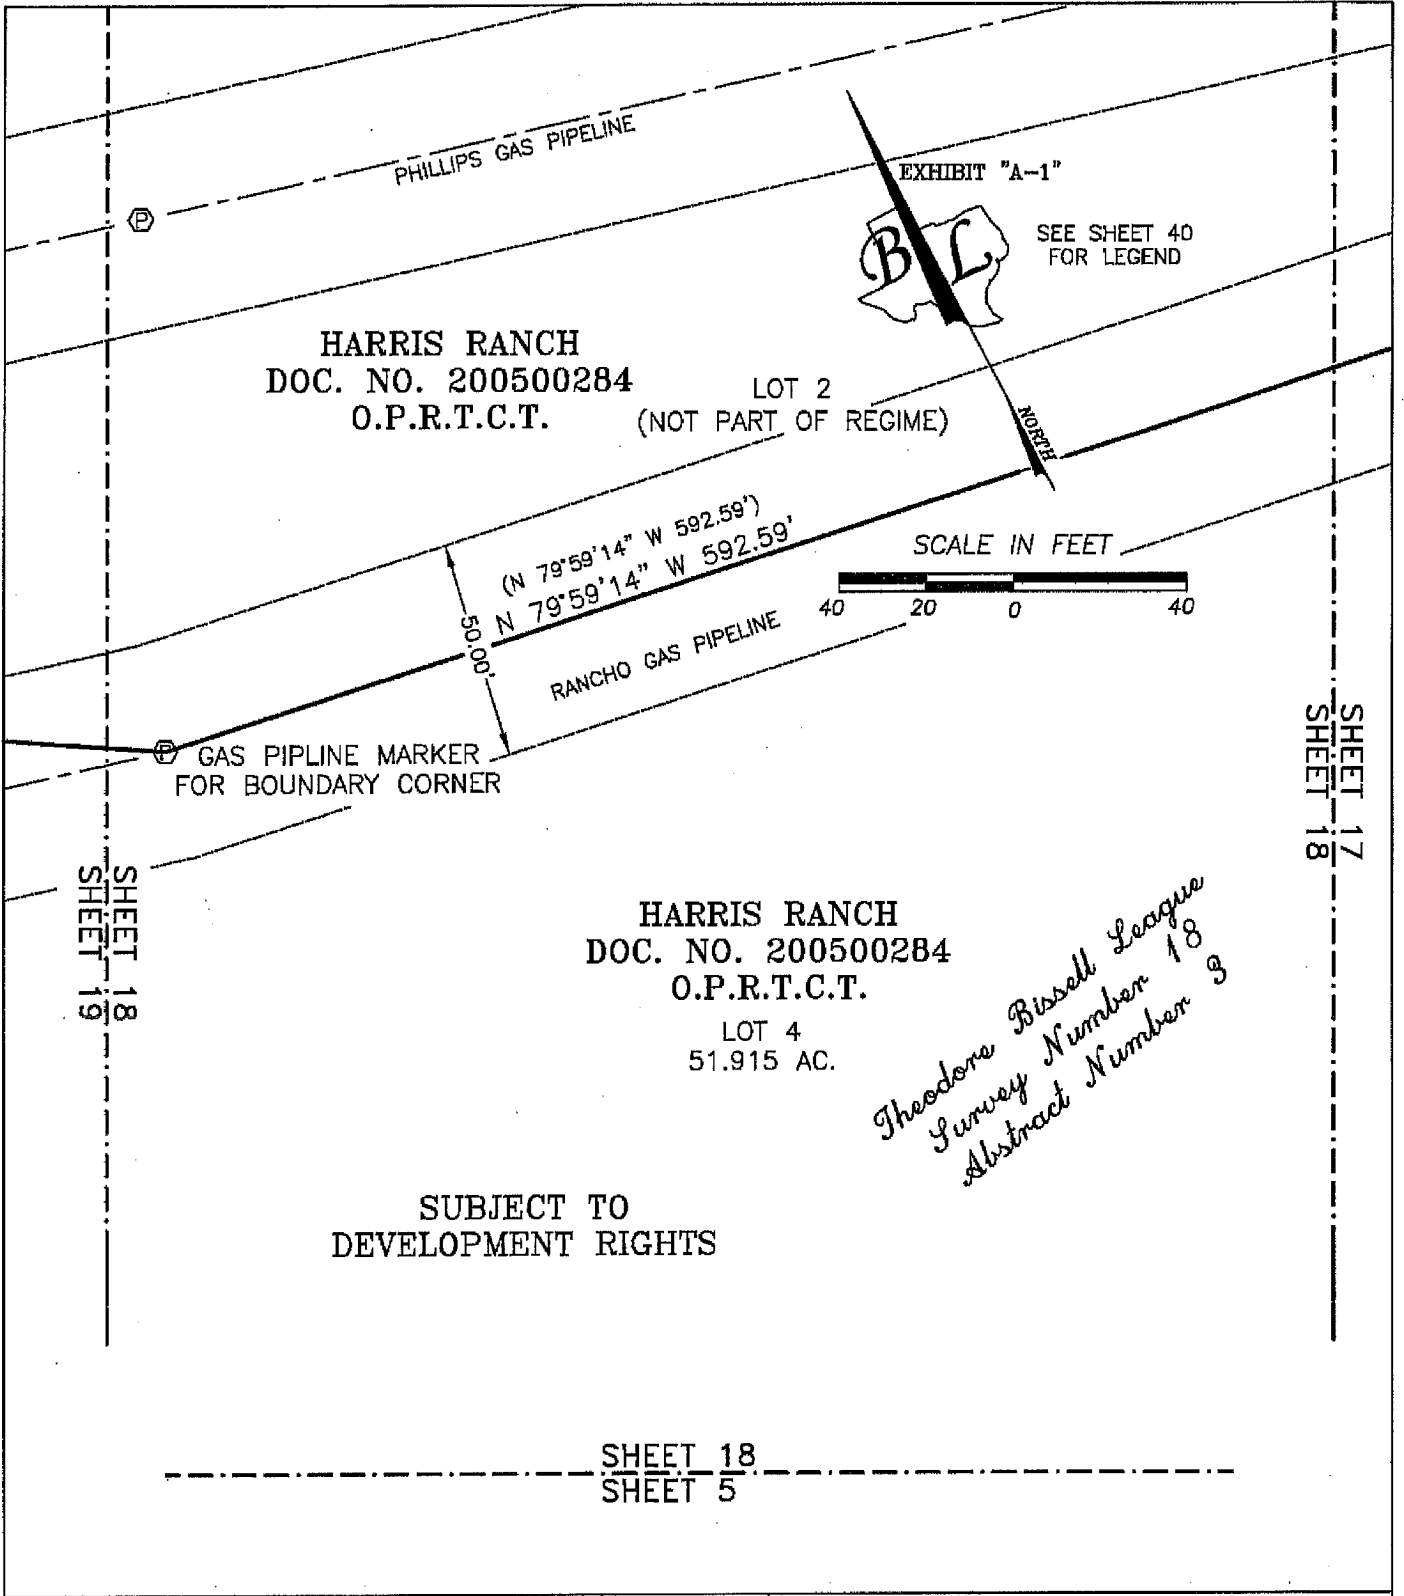 PHILLIPS GAS PIPELINE
P
EXHIBIT "A-1"
B L
SEE SHEET 40
FOR LEGEND
HARRIS RANCH
DOC. NO. 200500284
O.P.R.T.C.T.
LOT 2
(NOT PART OF REGIME)
NORTH
(N 79°59'14" W 592.59')
N 79°59'14" W 592.59'
50.00'
SCALE IN FEET
40 20 0 40
RANCHO GAS PIPELINE
P
GAS PIPLINE MARKER
FOR BOUNDARY CORNER
SHEET 17
SHEET 18
SHEET 18
SHEET 19
HARRIS RANCH
DOC. NO. 200500284
O.P.R.T.C.T.
LOT 4
51.915 AC.
Theodore Bissell League
Survey Number 18
Abstract Number 3
SUBJECT TO
DEVELOPMENT RIGHTS
SHEET 18
SHEET 5